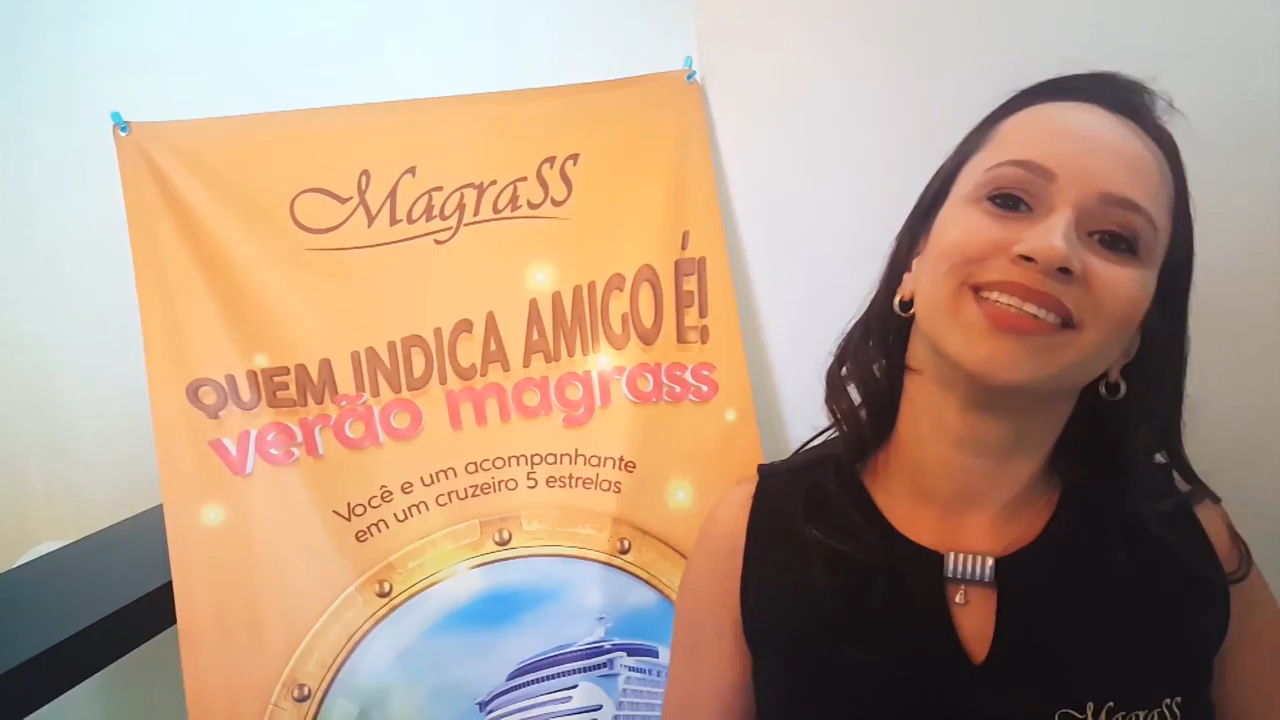 MagraSS
QUEM INDICA AMIGO É!
verão magrass
Você e um acompanhante
em um cruzeiro 5 estrelas
MagraSS